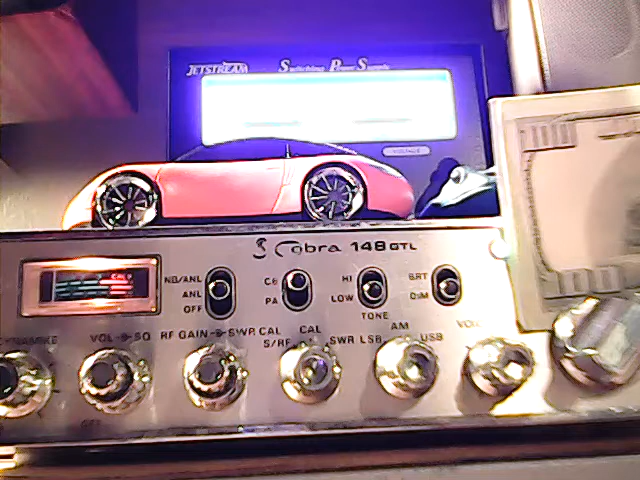 JETSTREAM Switching Power Supply
VOLTAGE
Cobra 148 GTL
NB/ANL
ANL
OFF
CB
PA
HI
LOW
TONE
BRT
DIM
DYNAMIKE
VOL-SQ
RF GAIN-SWR CAL
CAL
S/RF
SWR
LSB
AM
USB
OFF